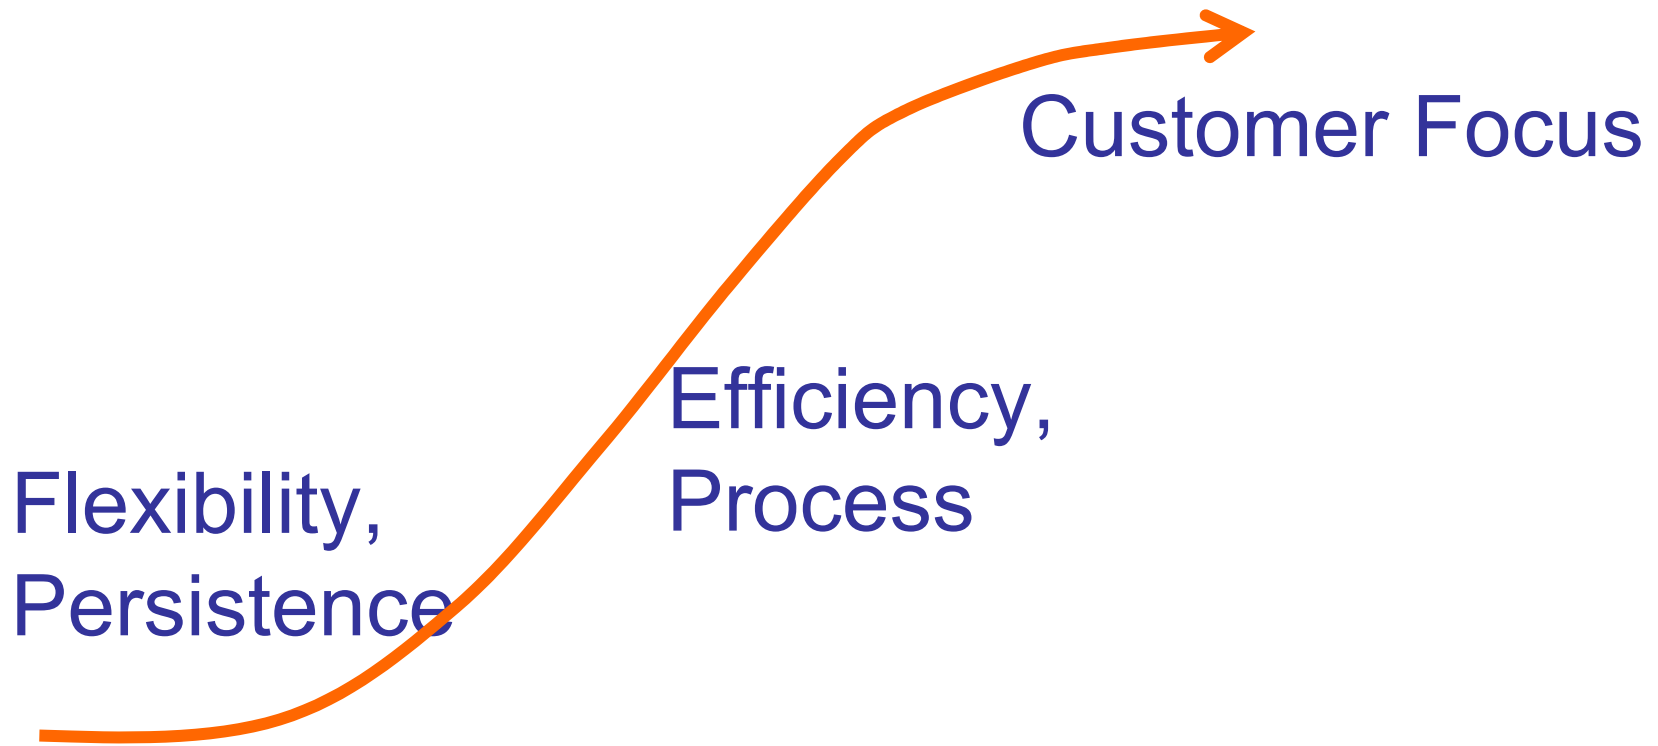 Customer Focus
Efficiency,
Process
Flexibility,
Persistence